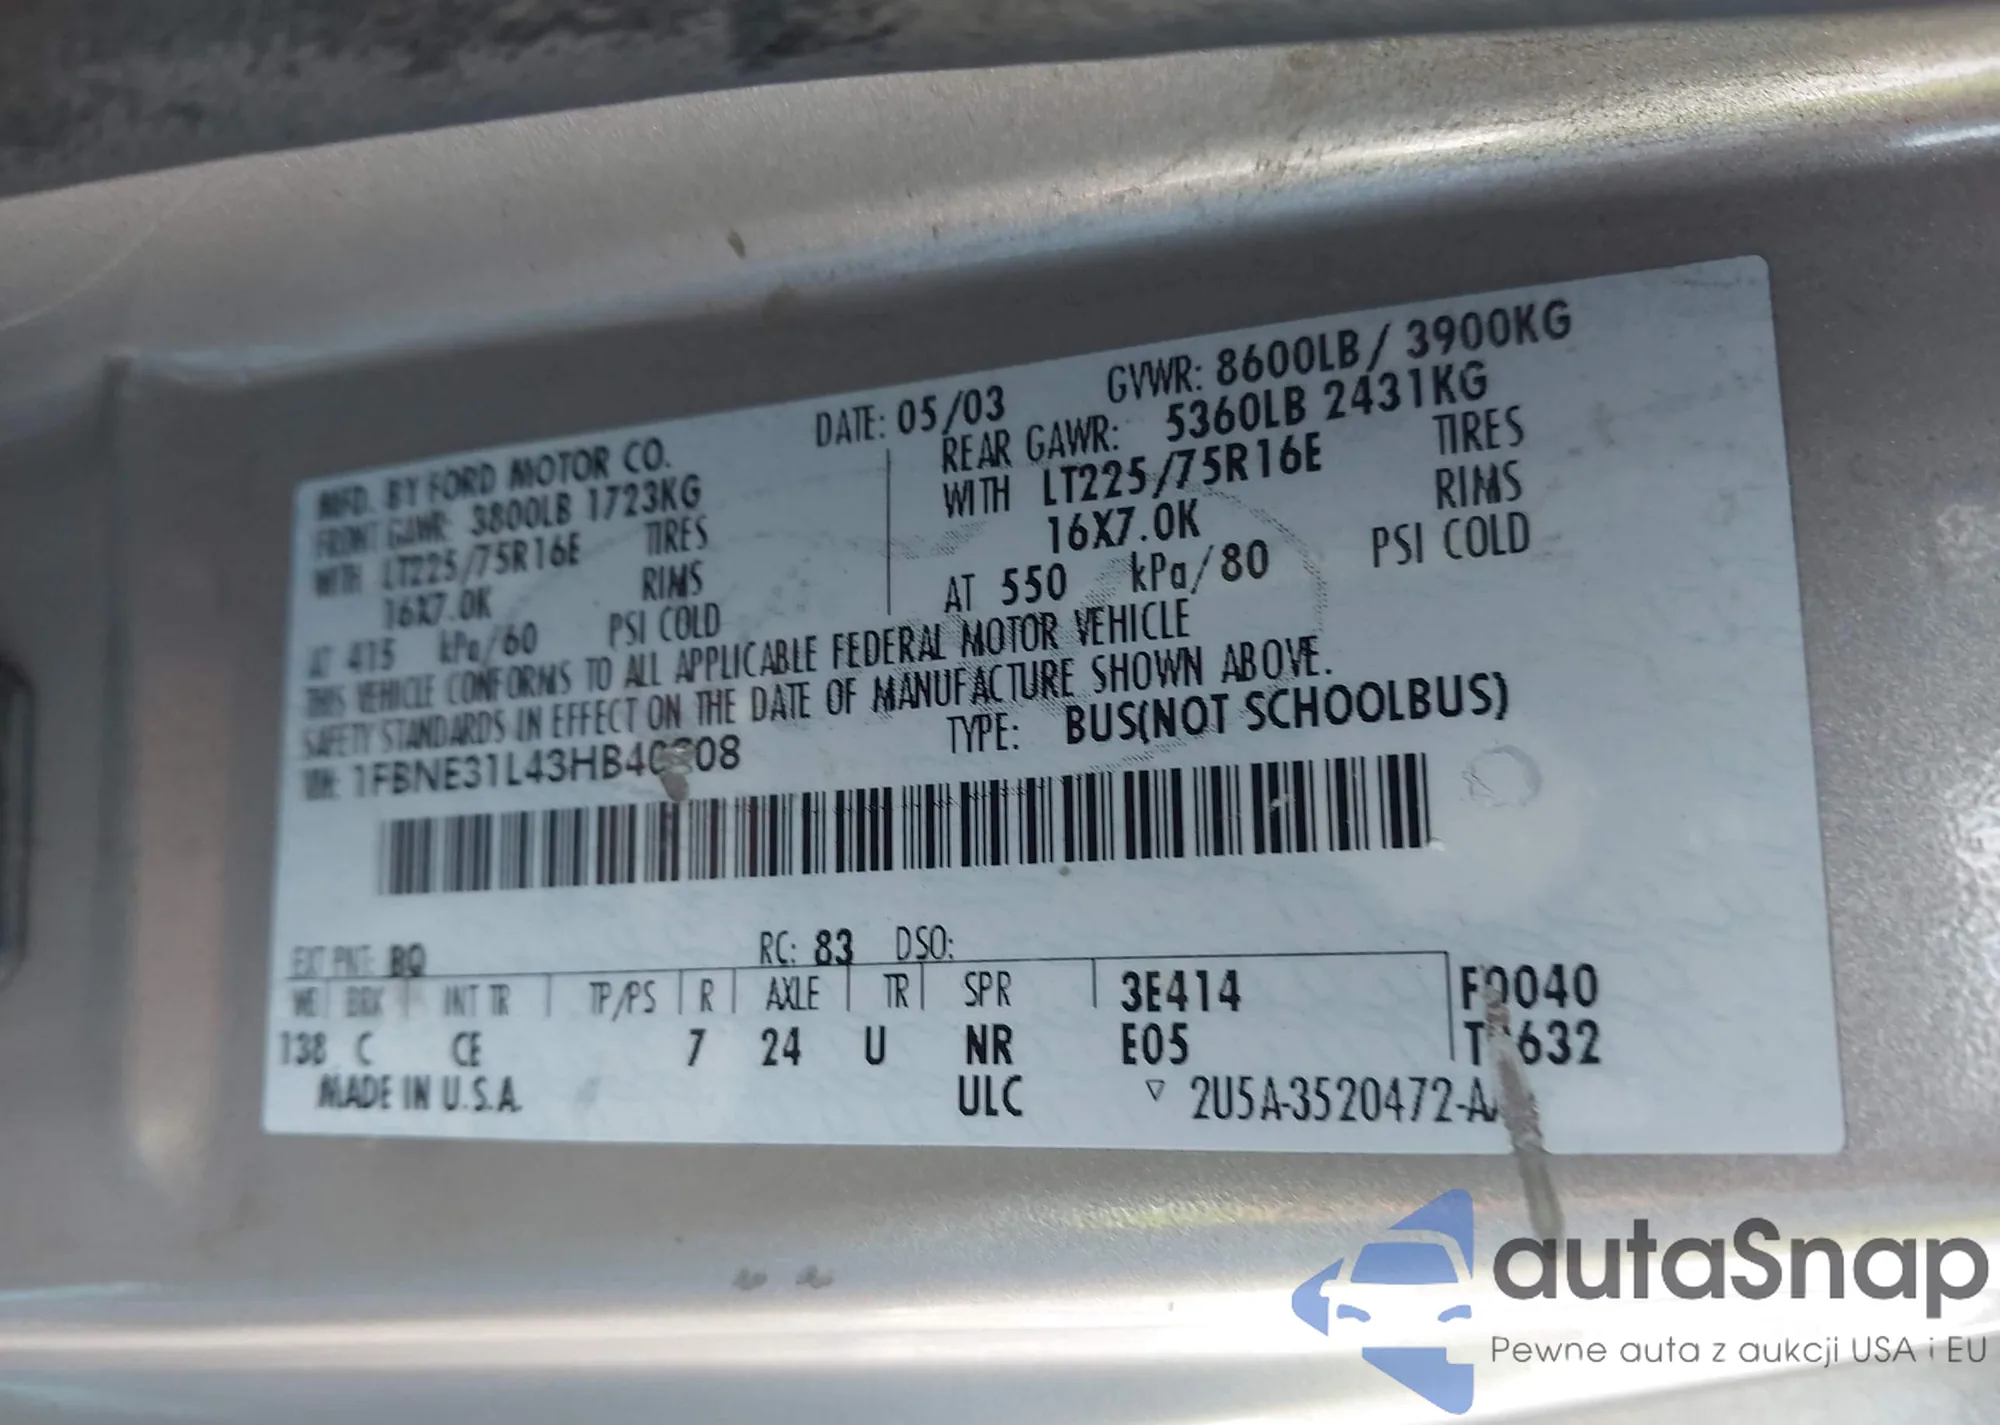 MFD. BY FORD MOTOR CO.
DATE: 05/03
GVWR: 8600LB/ 3900KG
FRONT GAWR: 3800LB 1723KG
REAR GAWR: 5360LB 2431KG
WITH LT225/75R16E TIRES
WITH LT225/75R16E TIRES
16X7.0K RIMS
16X7.0K RIMS
AT 415 kPa/60 PSI COLD
AT 550 kPa/80 PSI COLD
THIS VEHICLE CONFORMS TO ALL APPLICABLE FEDERAL MOTOR VEHICLE
SAFETY STANDARDS IN EFFECT ON THE DATE OF MANUFACTURE SHOWN ABOVE.
VIN:
TYPE: BUS(NOT SCHOOLBUS)
EXT PNT: BQ
RC: 83 DSO:
WB BRK INT TR TP/PS R AXLE TR SPR 3E414
138 C CE 7 24 U NR E05
MADE IN U.S.A.
ULC
autaSnap
Pewne auta z aukcji USA i EU